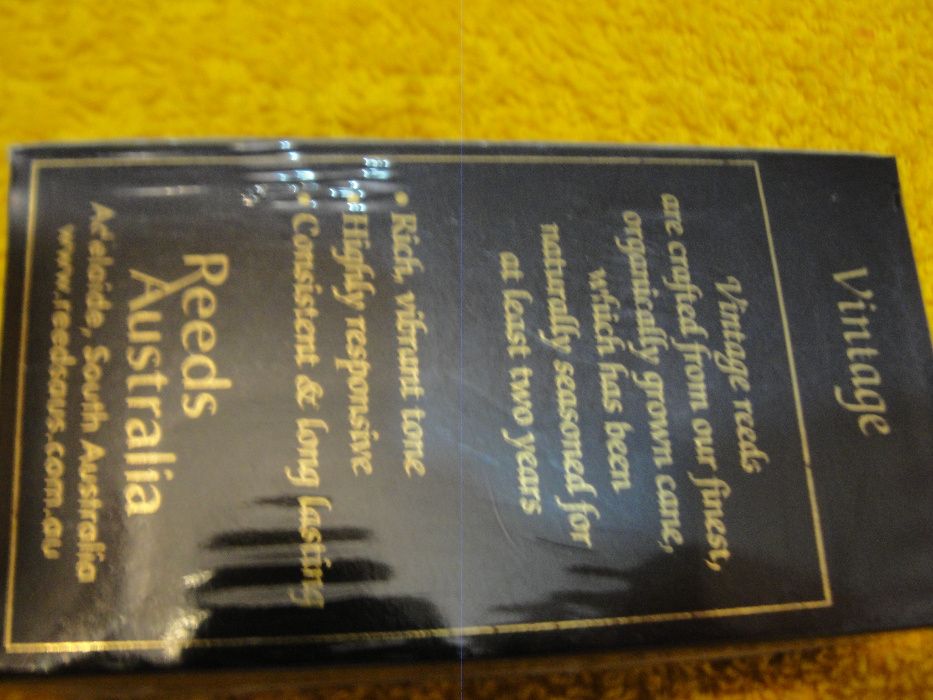 Vintage
Vintage reeds
are crafted from our finest,
organically grown cane,
which has been
naturally seasoned for
at least two years
• Rich, vibrant tone
• Highly responsive
• Consistent & long lasting
Reeds
Australia
Adelaide, South Australia
www.reedsaus.com.au